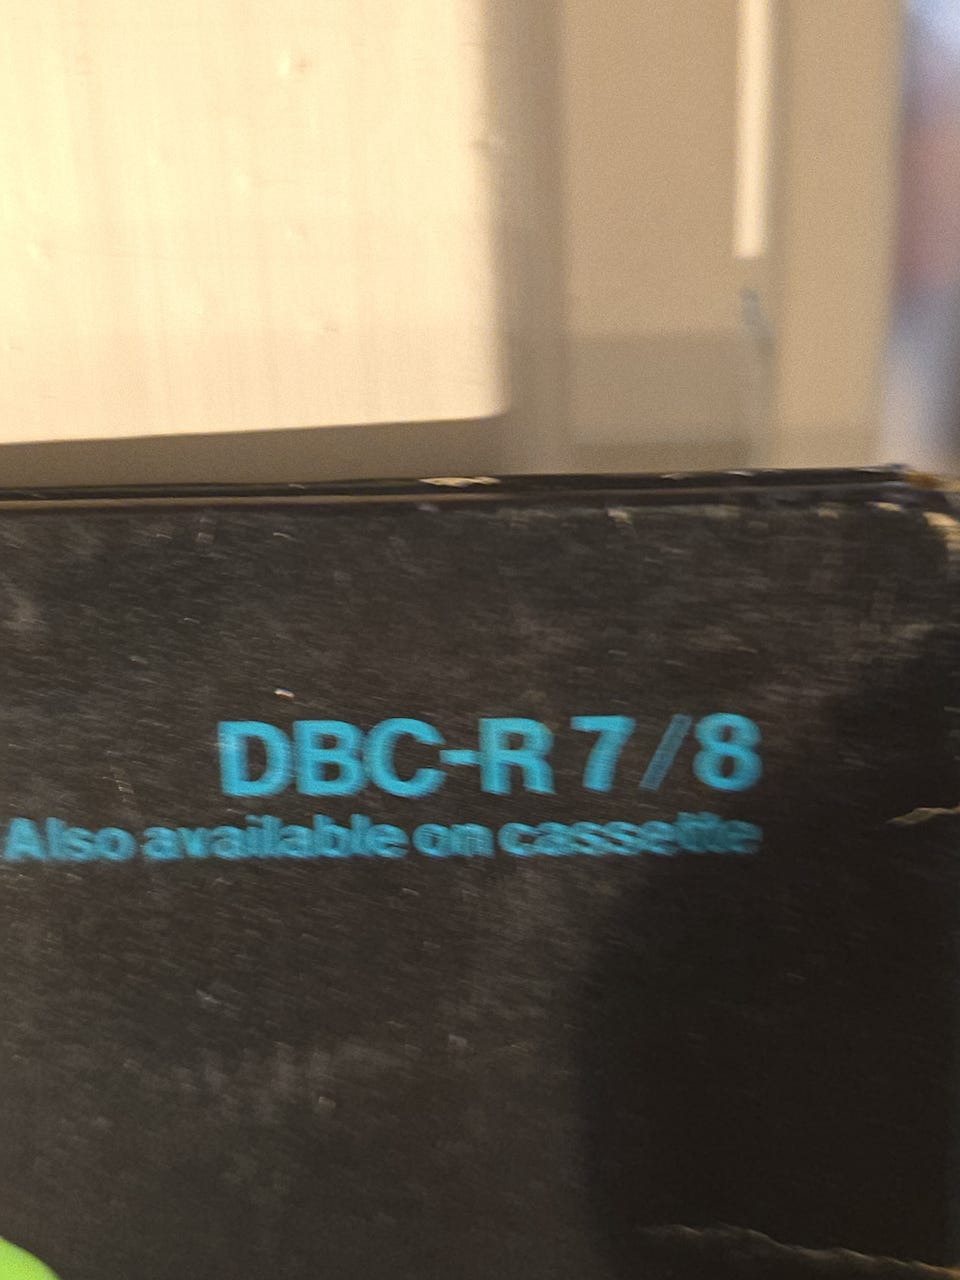 DBC-R 7/8
Also available on cassette